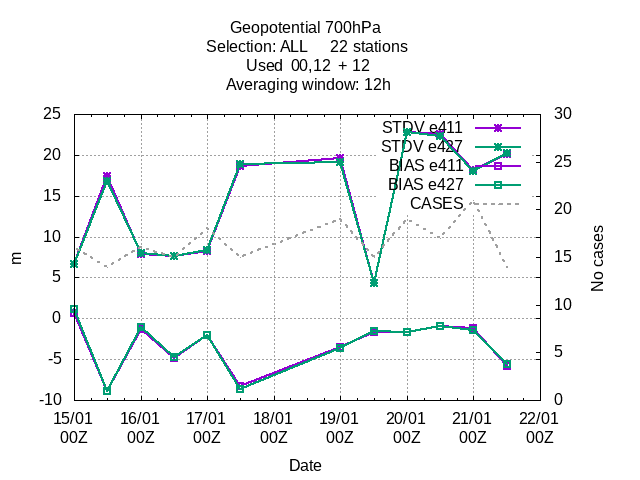 Geopotential 700hPa
Selection: ALL 22 stations
Used 00,12 + 12
Averaging window: 12h
25
20
15
10
5
0
-5
-10
m
30
25
20
15
10
5
0
No cases
STDV e411
STDV e427
BIAS e411
BIAS e427
CASES
15/01 16/01 17/01 18/01 19/01 20/01 21/01 22/01
00Z 00Z 00Z 00Z 00Z 00Z 00Z 00Z
Date